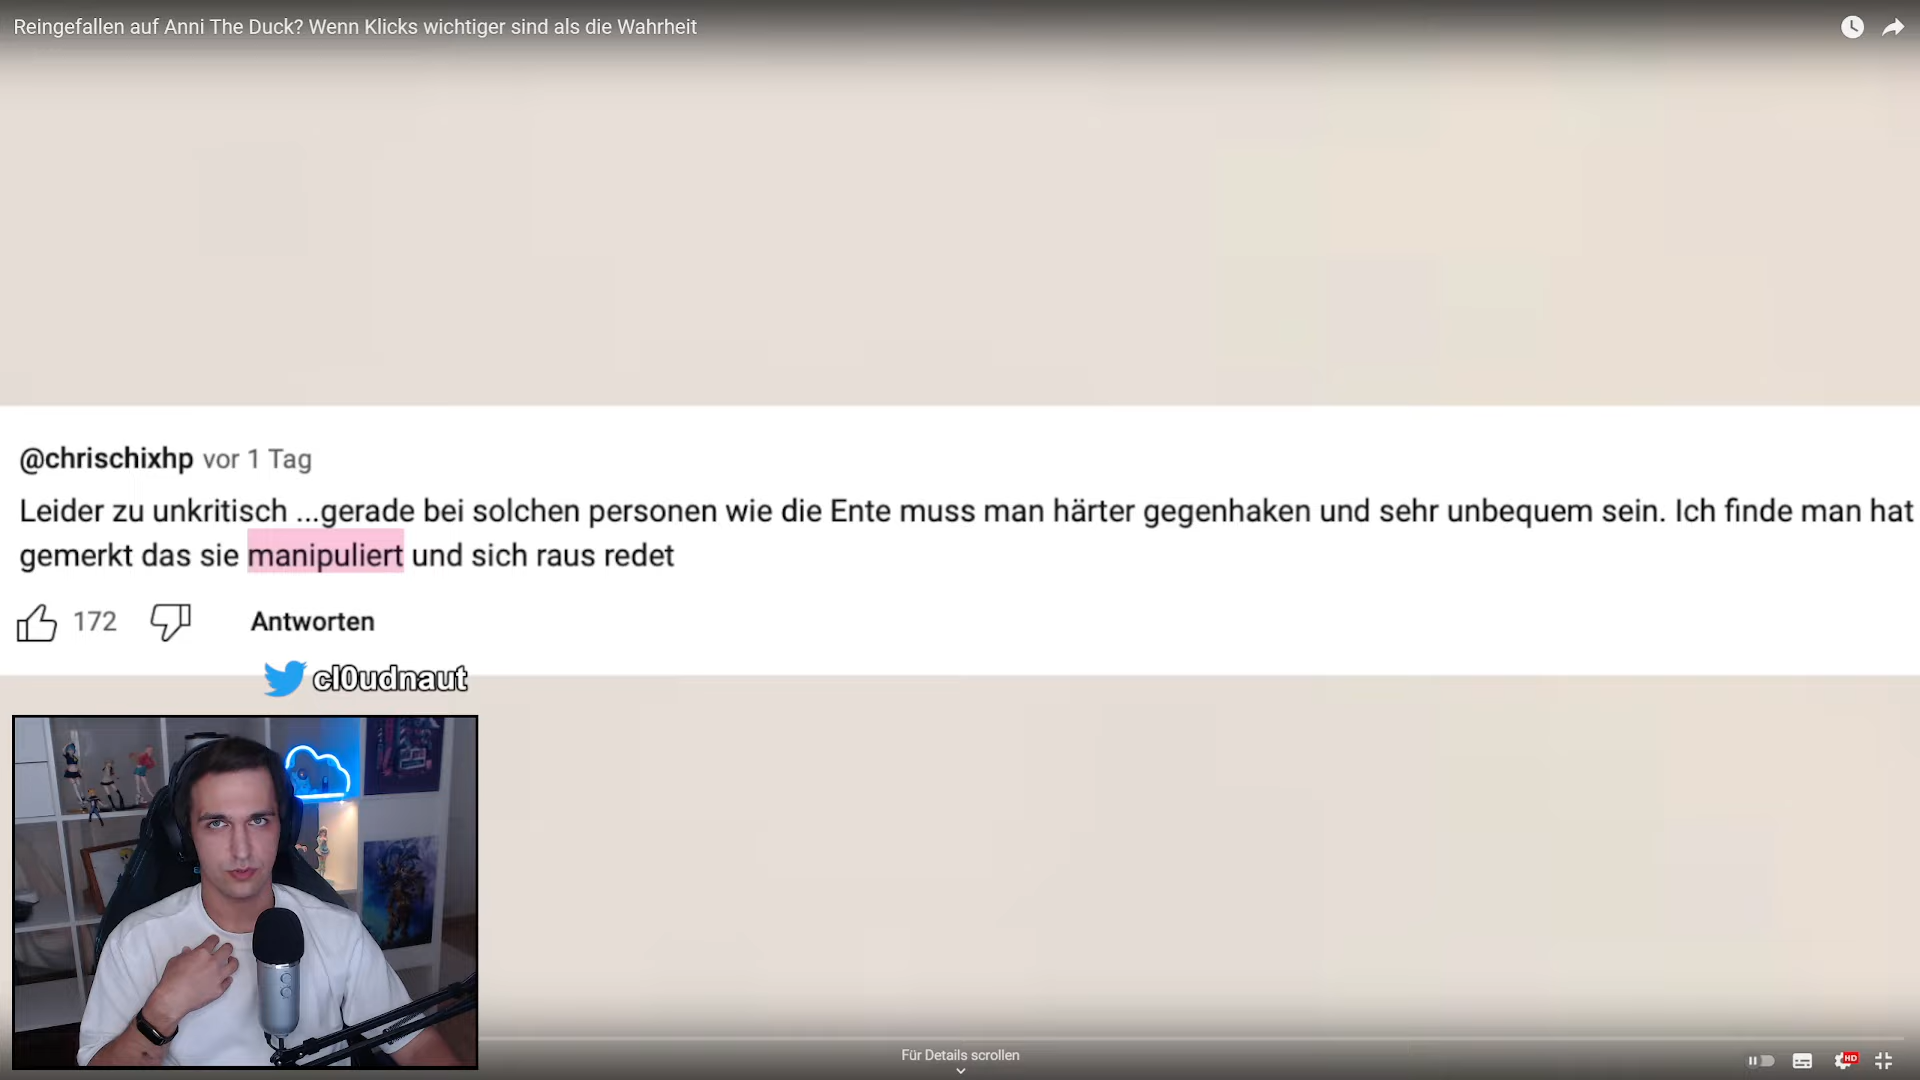 Reingefallen auf Anni The Duck? Wenn Klicks wichtiger sind als die Wahrheit
@chrischixhp vor 1 Tag
Leider zu unkritisch ...gerade bei solchen personen wie die Ente muss man härter gegenhaken und sehr unbequem sein. Ich finde man hat
gemerkt das sie manipuliert und sich raus redet
172 Antworten
cl0udnaut
Für Details scrollen
HD